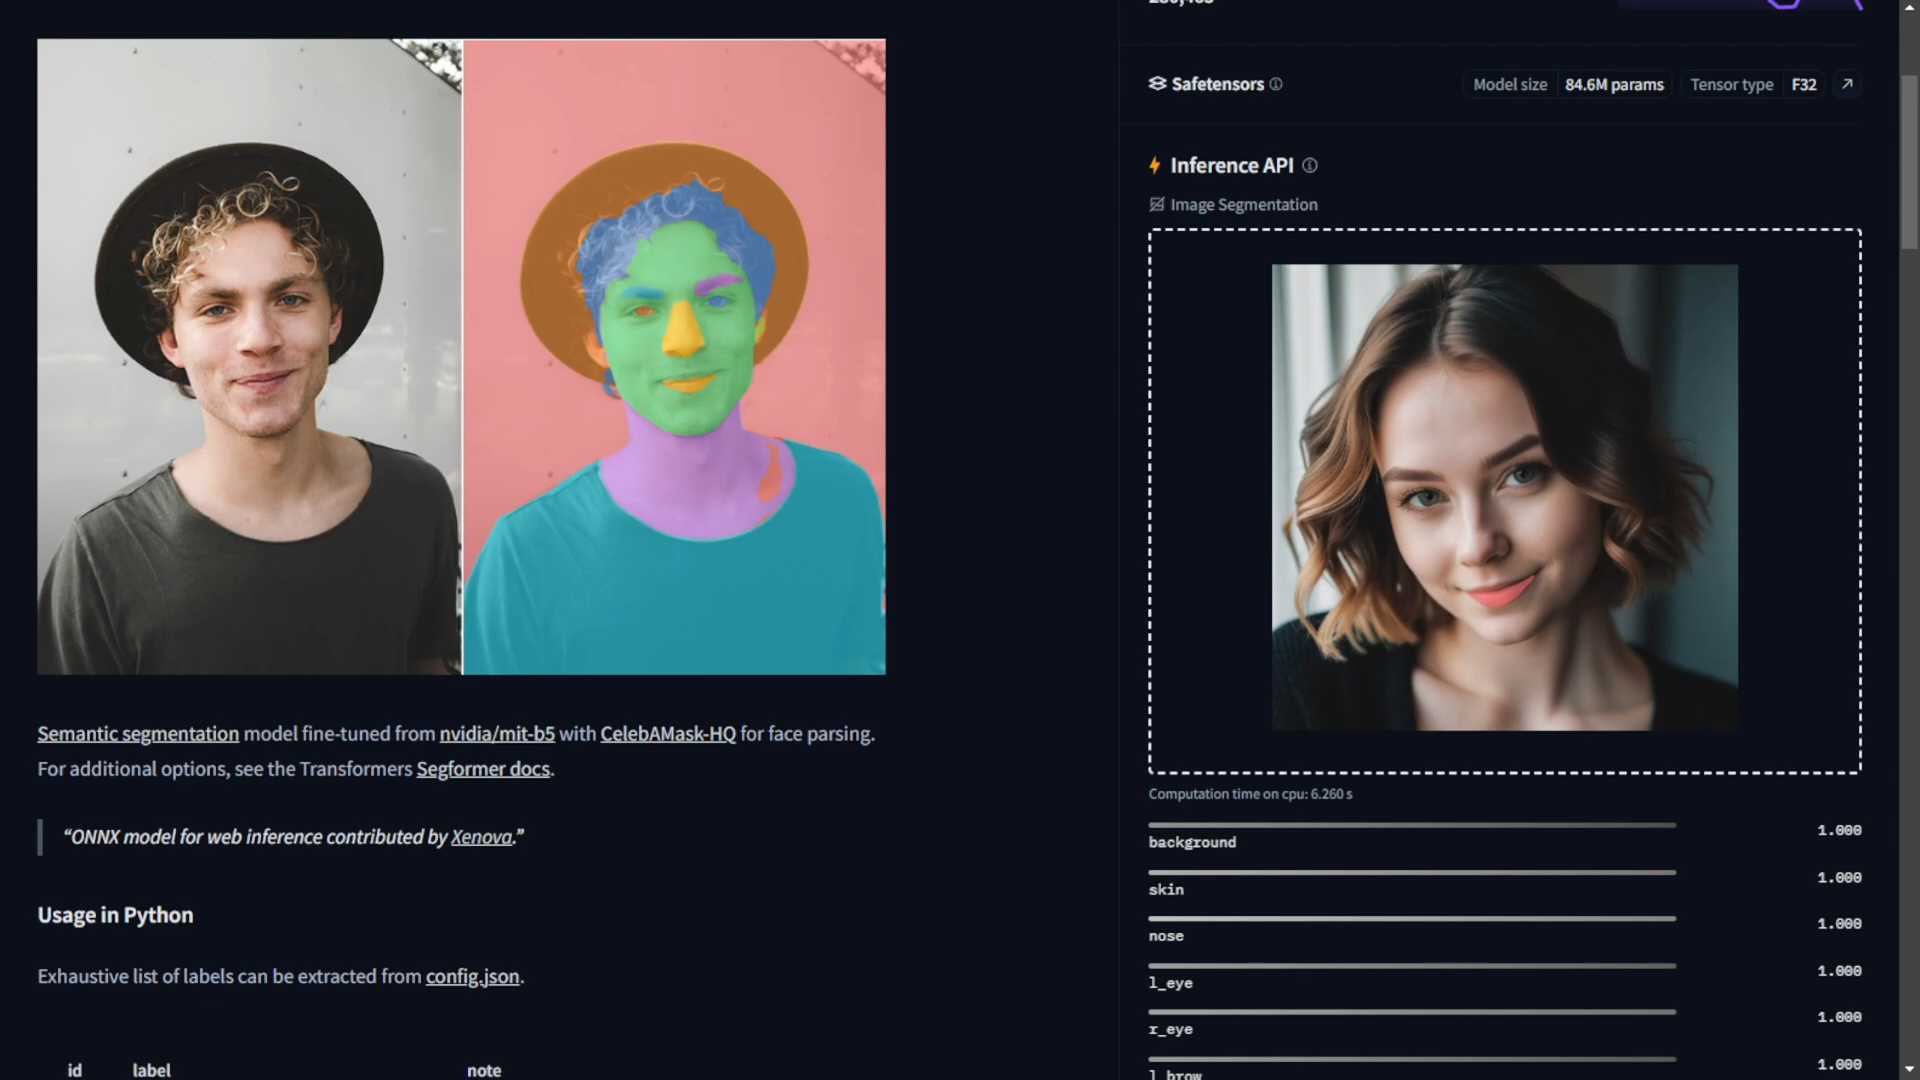 Semantic segmentation model fine-tuned from nvidia/mit-b5 with CelebAMask-HQ for face parsing.
For additional options, see the Transformers Segformer docs.
“ONNX model for web inference contributed by Xenova.”
Usage in Python
Exhaustive list of labels can be extracted from config.json.
id label note
Safetensors
Model size 84.6M params
Tensor type F32
Inference API
Image Segmentation
Computation time on cpu: 6.260 s
background 1.000
skin 1.000
nose 1.000
l_eye 1.000
r_eye 1.000
l_brow 1.000